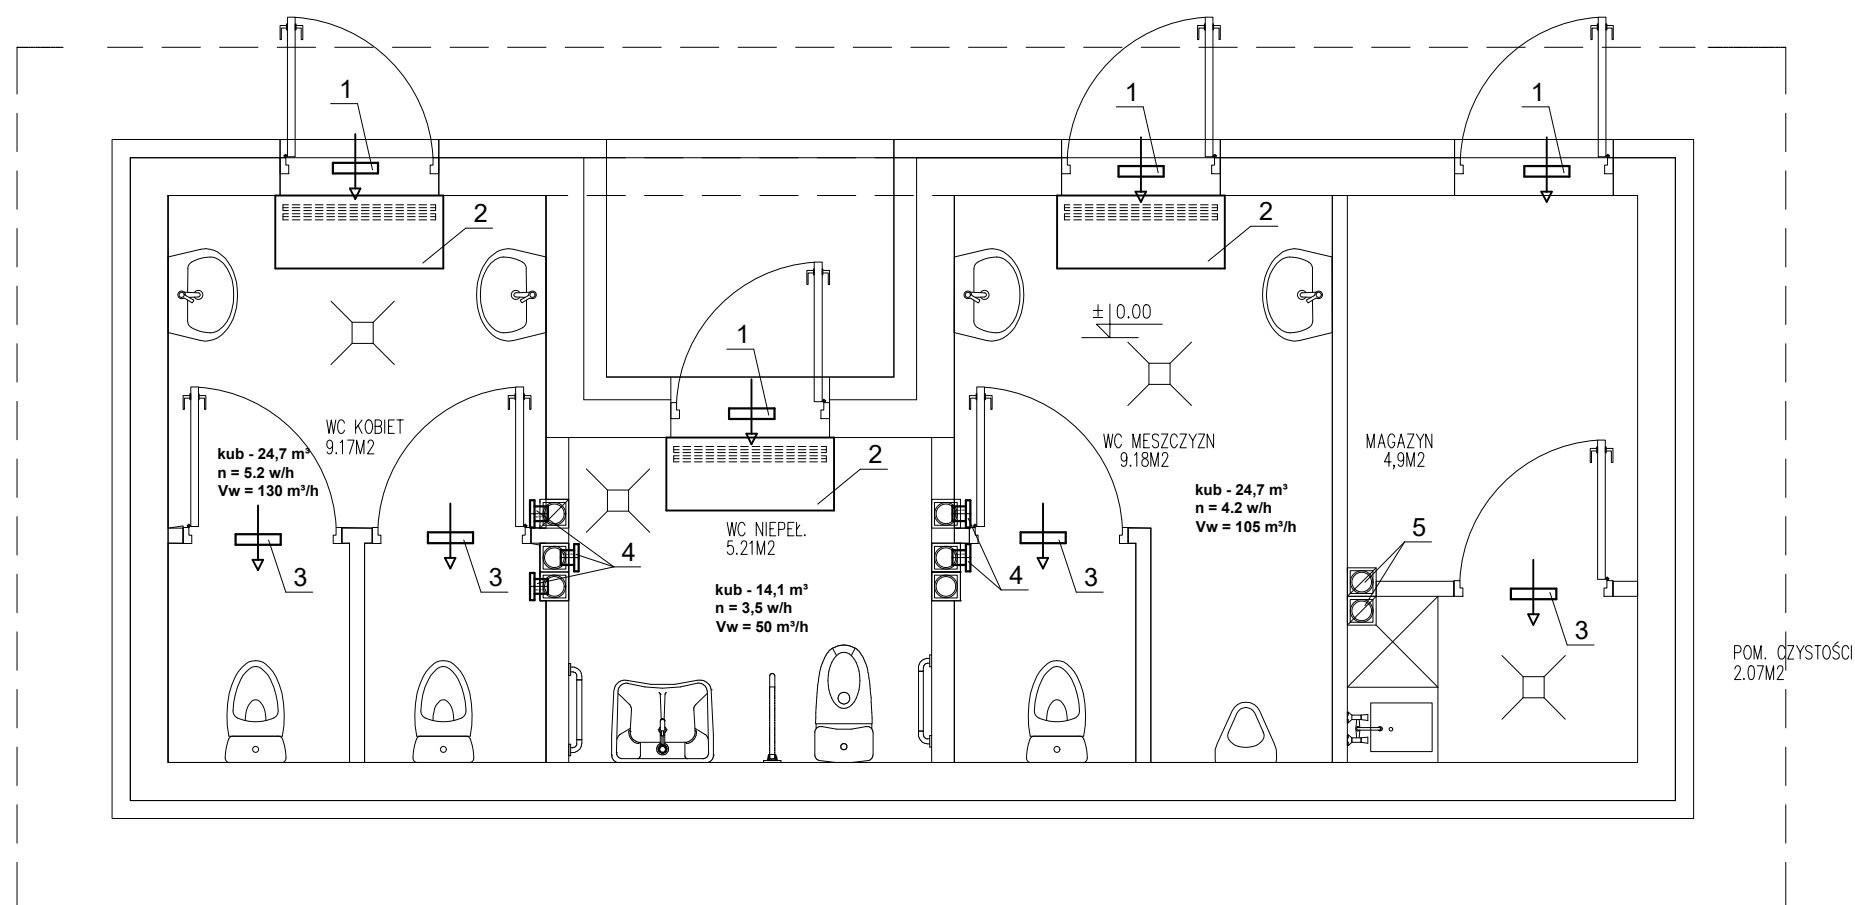 1
1
1
2
2
± 0.00
1
WC KOBIET
9.17M2
kub - 24,7 m³
n = 5.2 w/h
Vw = 130 m³/h
2
WC MESZCZYZN
9.18M2
MAGAZYN
4,9M2
kub - 24,7 m³
n = 4.2 w/h
Vw = 105 m³/h
WC NIEPEŁ.
5.21M2
5
4
3
3
4
3
kub - 14,1 m³
n = 3,5 w/h
Vw = 50 m³/h
3
POM. CZYSTOŚCI
2.07M2